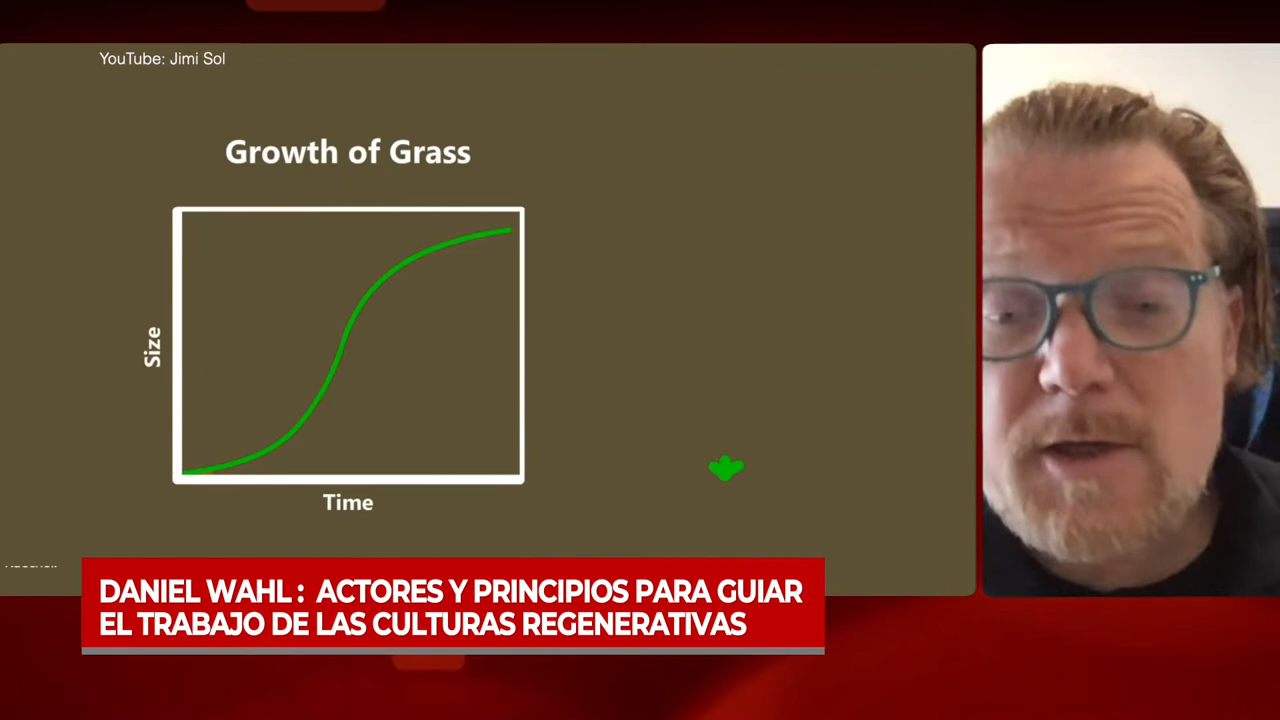 YouTube: Jimi Sol
Growth of Grass
Size
Time
DANIEL WAHL : ACTORES Y PRINCIPIOS PARA GUIAR
EL TRABAJO DE LAS CULTURAS REGENERATIVAS